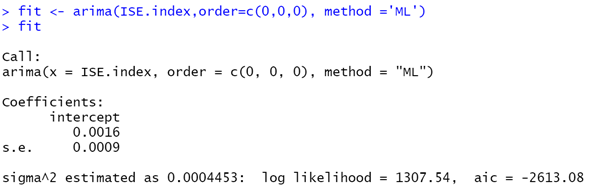 > fit <- arima(ISE.index,order=c(0,0,0), method ='ML')
> fit
Call:
arima(x = ISE.index, order = c(0, 0, 0), method = "ML")
Coefficients:
intercept
0.0016
s.e. 0.0009
sigma^2 estimated as 0.0004453: log likelihood = 1307.54, aic = -2613.08